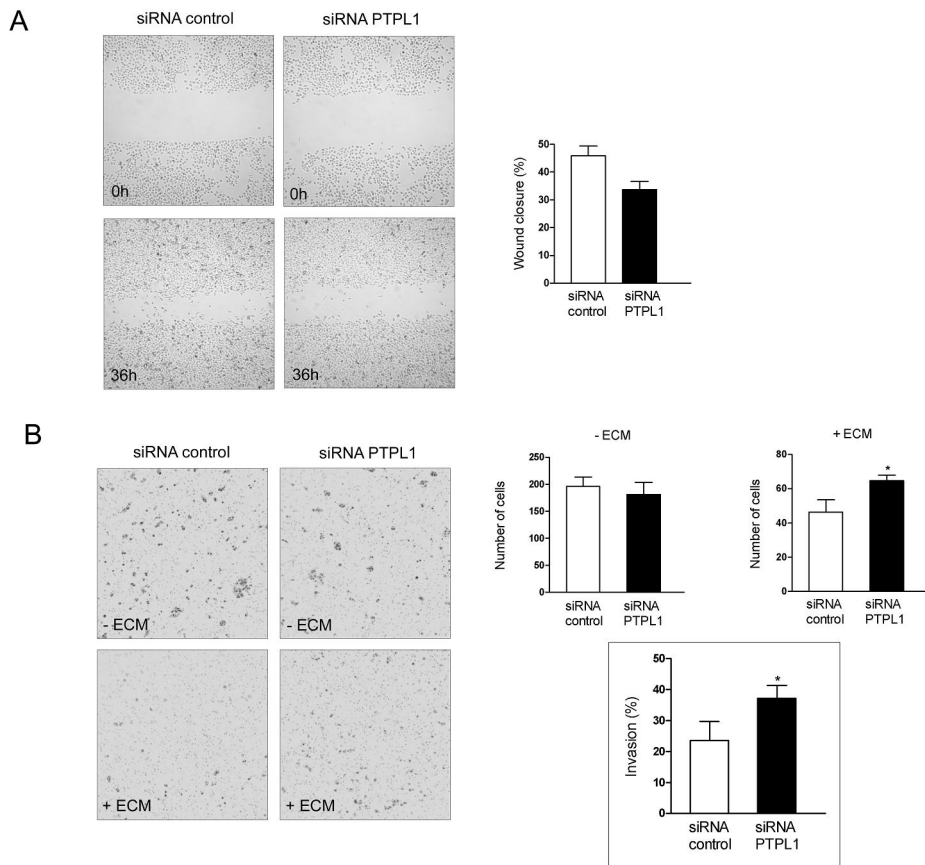 A
siRNA control
siRNA PTPL1
0h
0h
36h
36h
Wound closure (%)
50
40
30
20
10
0
siRNA siRNA
control PTPL1
B
siRNA control
siRNA PTPL1
- ECM
- ECM
+ ECM
+ ECM
- ECM
Number of cells
250
200
150
100
50
0
siRNA siRNA
control PTPL1
+ ECM
Number of cells
80
60
40
20
0
*
siRNA siRNA
control PTPL1
Invasion (%)
50
40
30
20
10
0
*
siRNA siRNA
control PTPL1